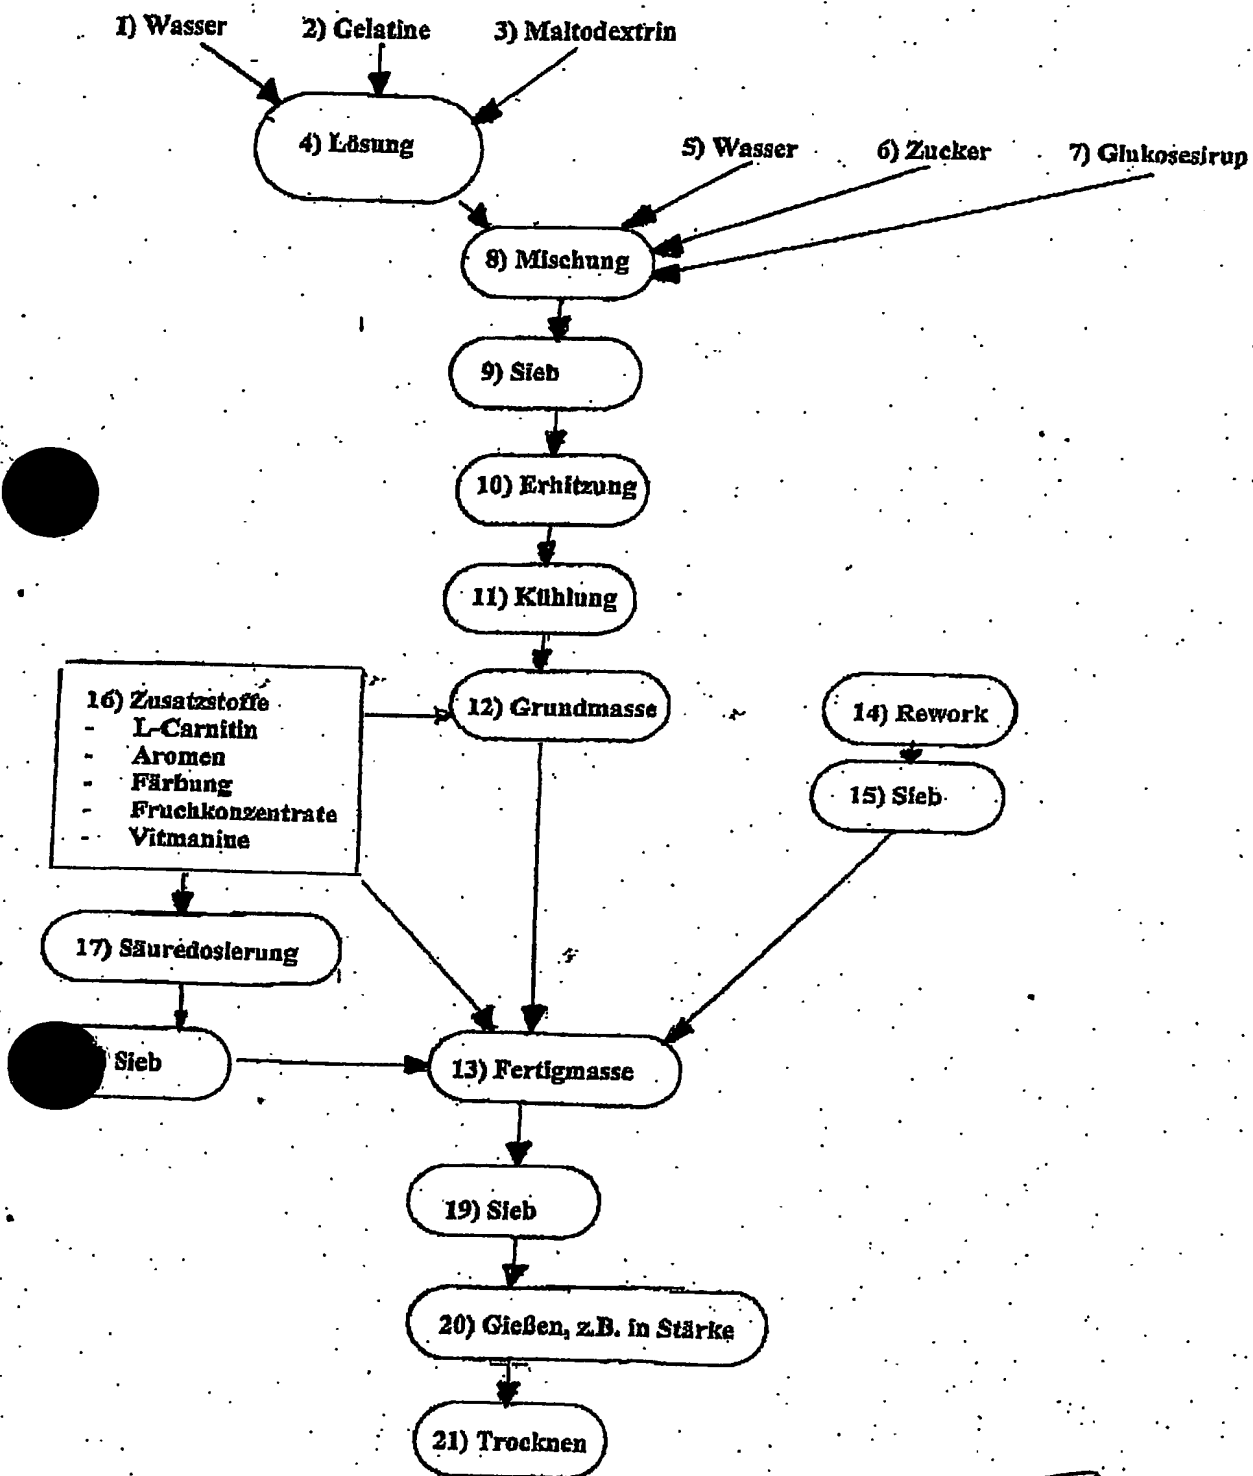 1) Wasser
2) Gelatine
3) Maltodextrin
4) Lösung
5) Wasser
6) Zucker
7) Glukosesirup
8) Mischung
9) Sieb
10) Erhitzung
11) Kühlung
16) Zusatzstoffe
- L-Carnitin
- Aromen
- Färbung
- Fruchkonzentrate
- Vitmanine
12) Grundmasse
14) Rework
15) Sieb
17) Säuredosierung
Sieb
13) Fertigmasse
19) Sieb
20) Gießen, z.B. in Stärke
21) Trocknen